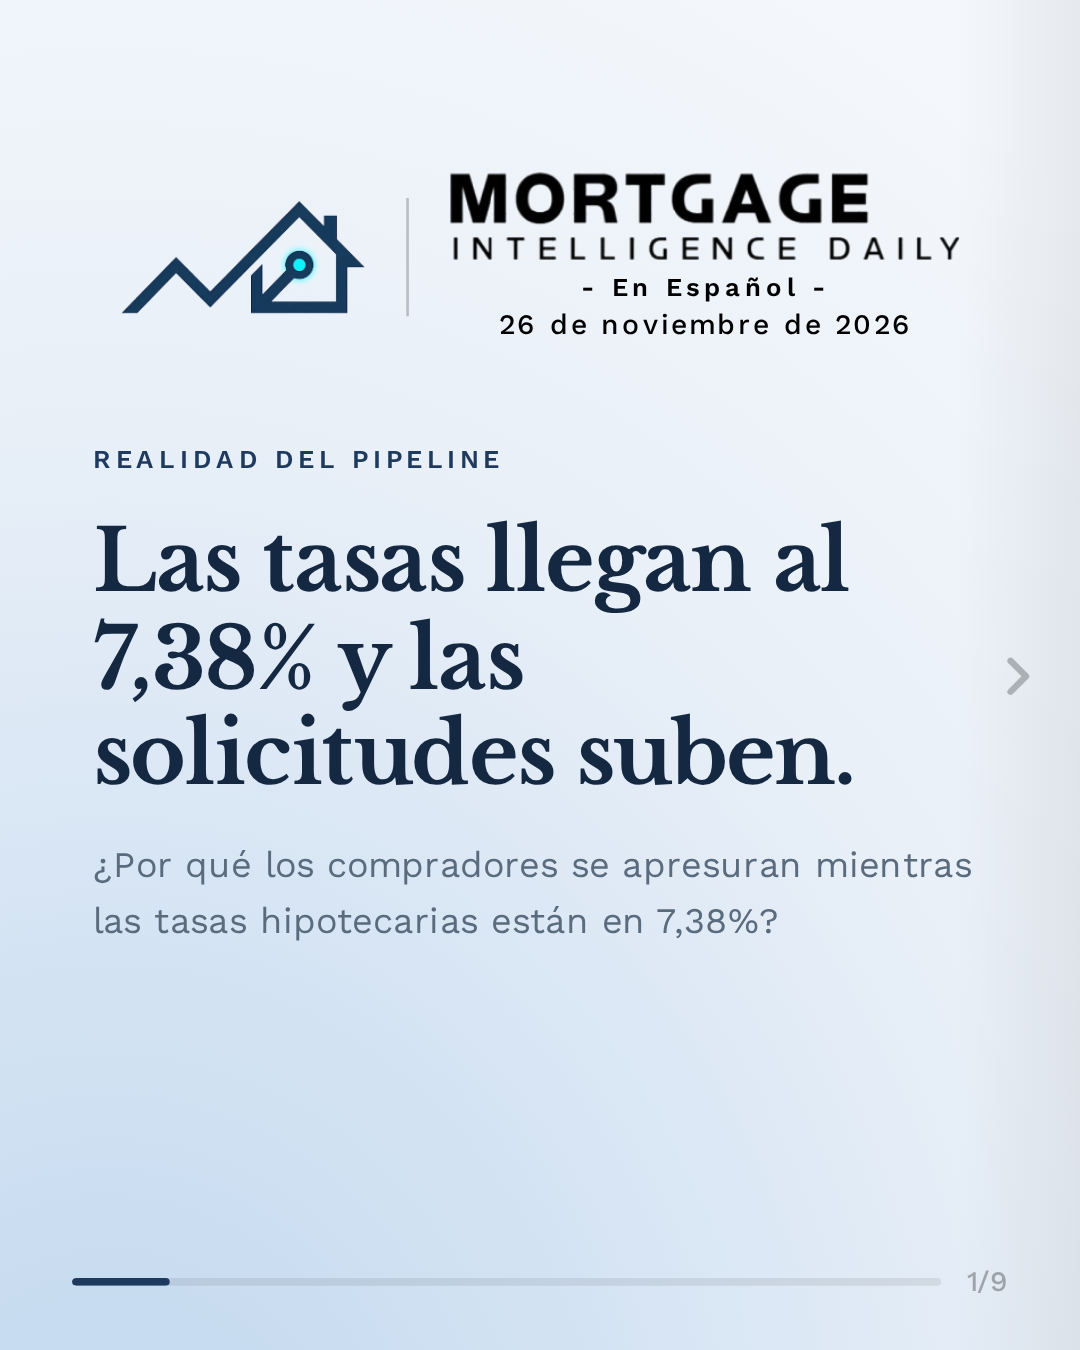 MORTGAGE
INTELLIGENCE DAILY
- En Español -
26 de noviembre de 2026
REALIDAD DEL PIPELINE
Las tasas llegan al
7,38% y las
solicitudes suben.
¿Por qué los compradores se apresuran mientras
las tasas hipotecarias están en 7,38%?
1/9